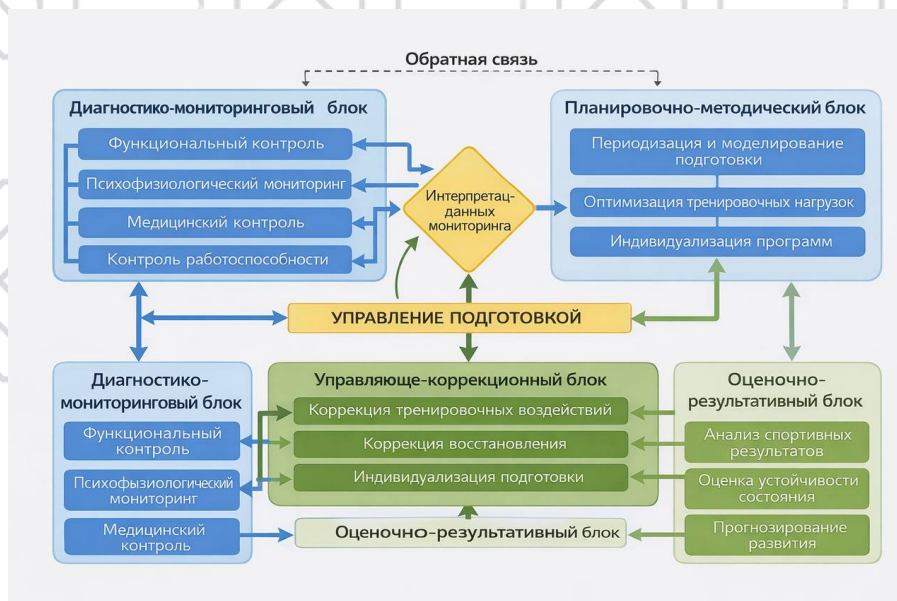 Обратная связь
Диагностико-мониторинговый блок
Функциональный контроль
Психофизиологический мониторинг
Медицинский контроль
Контроль работоспособности
Интерпретац-
данных
мониторинга
Планировочно-методический блок
Периодизация и моделирование
подготовки
Оптимизация тренировочных нагрузок
Индивидуализация программ
УПРАВЛЕНИЕ ПОДГОТОВКОЙ
Диагностико-
мониторинговый блок
Функциональный
контроль
Психофызиологический
мониторинг
Медицинский
контроль
Управляюще-коррекционный блок
Коррекция тренировочных воздействий
Коррекция восстановления
Индивидуализация подготовки
Оценочно-результативный блок
Оценочно-
результативный блок
Анализ спортивных
результатов
Оценка устойчивости
состояния
Прогнозирование
развития